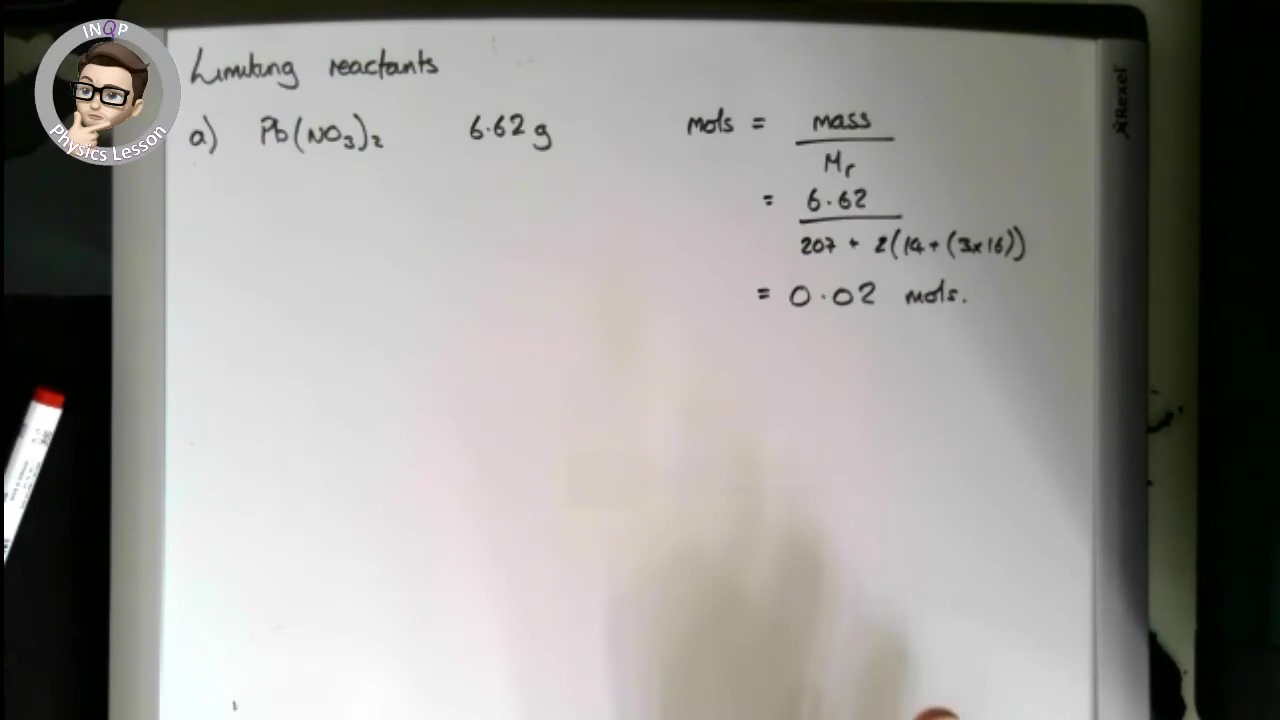 INQP
Physics Lesson
Limiting reactants
a) Pb(NO₃)₂ 6.62 g
mols = mass
Mr
= 6.62
207 + 2(14 + (3x16))
= 0.02 mols.
Rexel